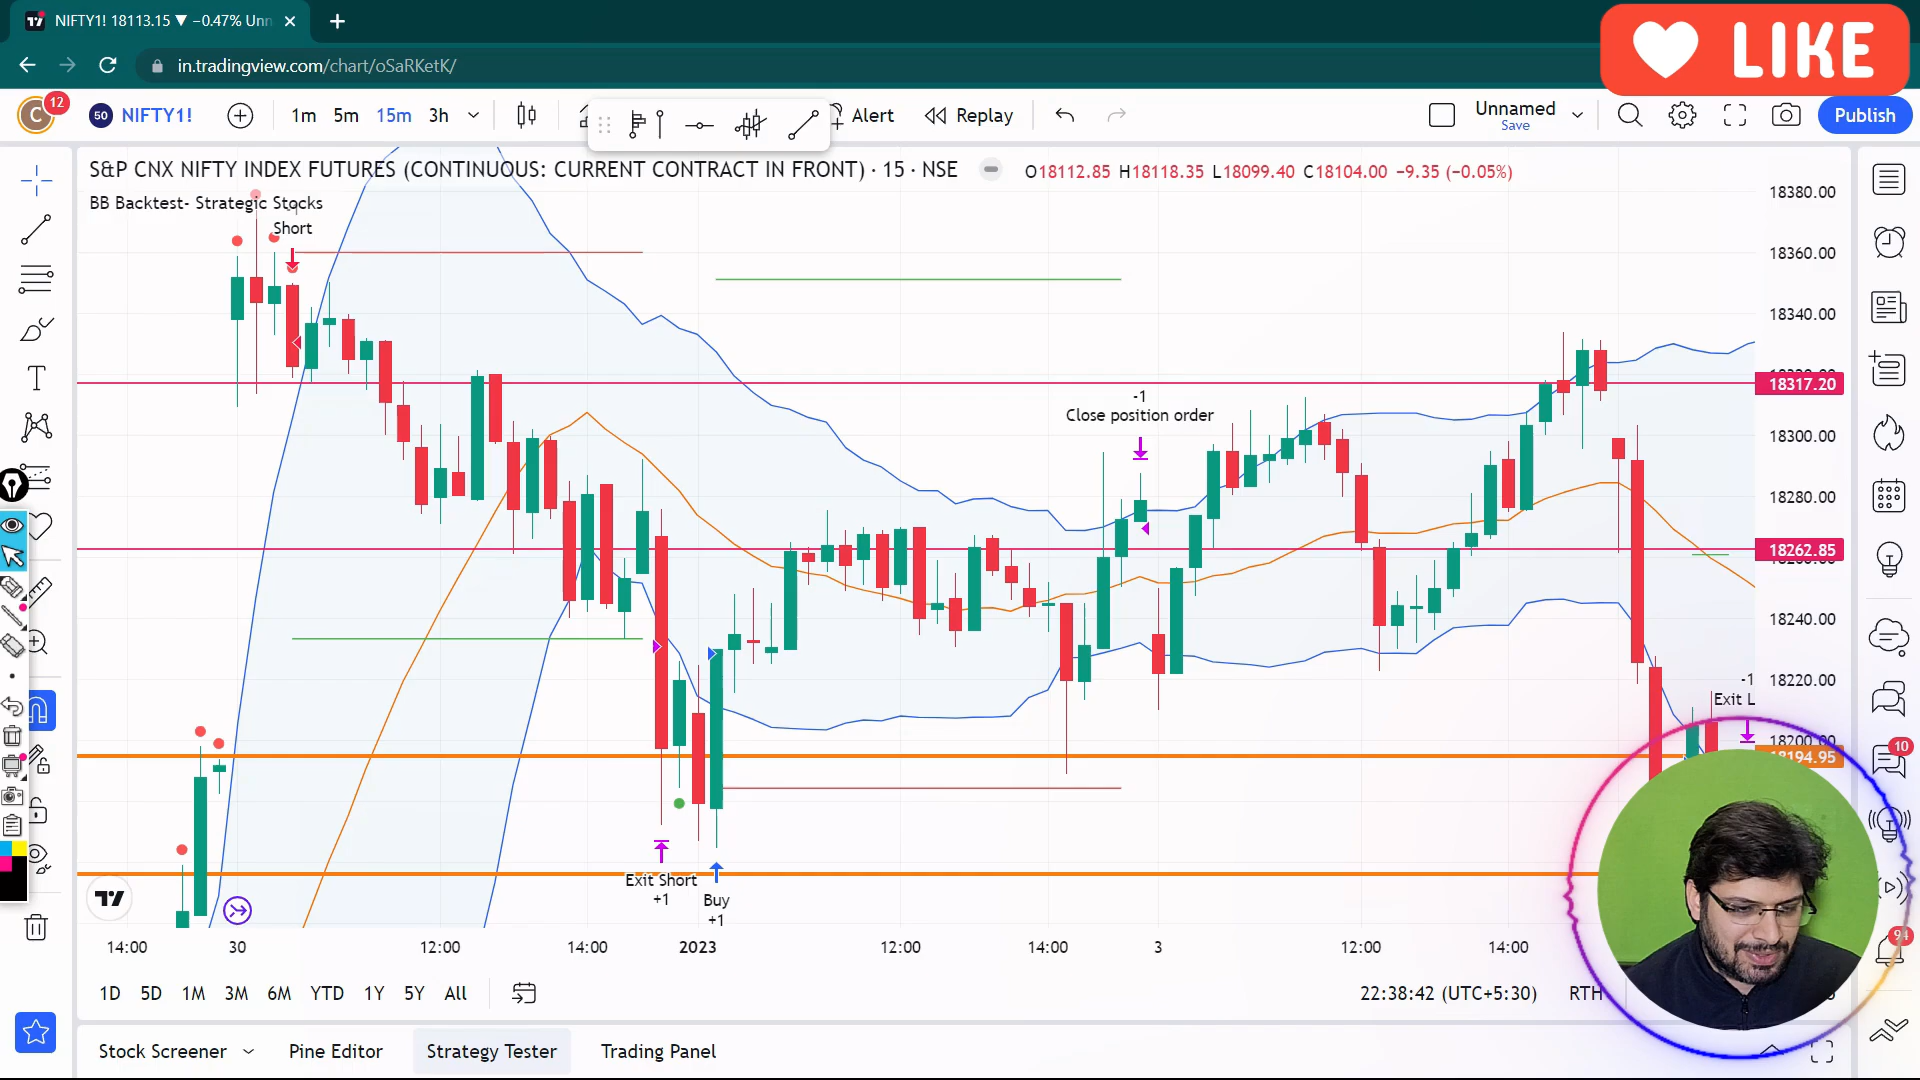 NIFTY1! 18113.15 ▼ −0.47% Unn
in.tradingview.com/chart/oSaRKetK/
LIKE
C
12
50
NIFTY1!
1m 5m 15m 3h
Alert
Replay
Unnamed
Save
Publish
S&P CNX NIFTY INDEX FUTURES (CONTINUOUS: CURRENT CONTRACT IN FRONT) · 15 · NSE
O18112.85 H18118.35 L18099.40 C18104.00 −9.35 (−0.05%)
BB Backtest- Strategic Stocks
Short
-1
Close position order
Exit Short
+1
Buy
+1
-1
Exit L
18380.00
18360.00
18340.00
18317.20
18300.00
18280.00
18262.85
18240.00
18220.00
18200.00
18194.95
14:00 30 12:00 14:00 2023 12:00 14:00 3 12:00 14:00
1D 5D 1M 3M 6M YTD 1Y 5Y All
22:38:42 (UTC+5:30)
RTH
10
94
Stock Screener
Pine Editor
Strategy Tester
Trading Panel